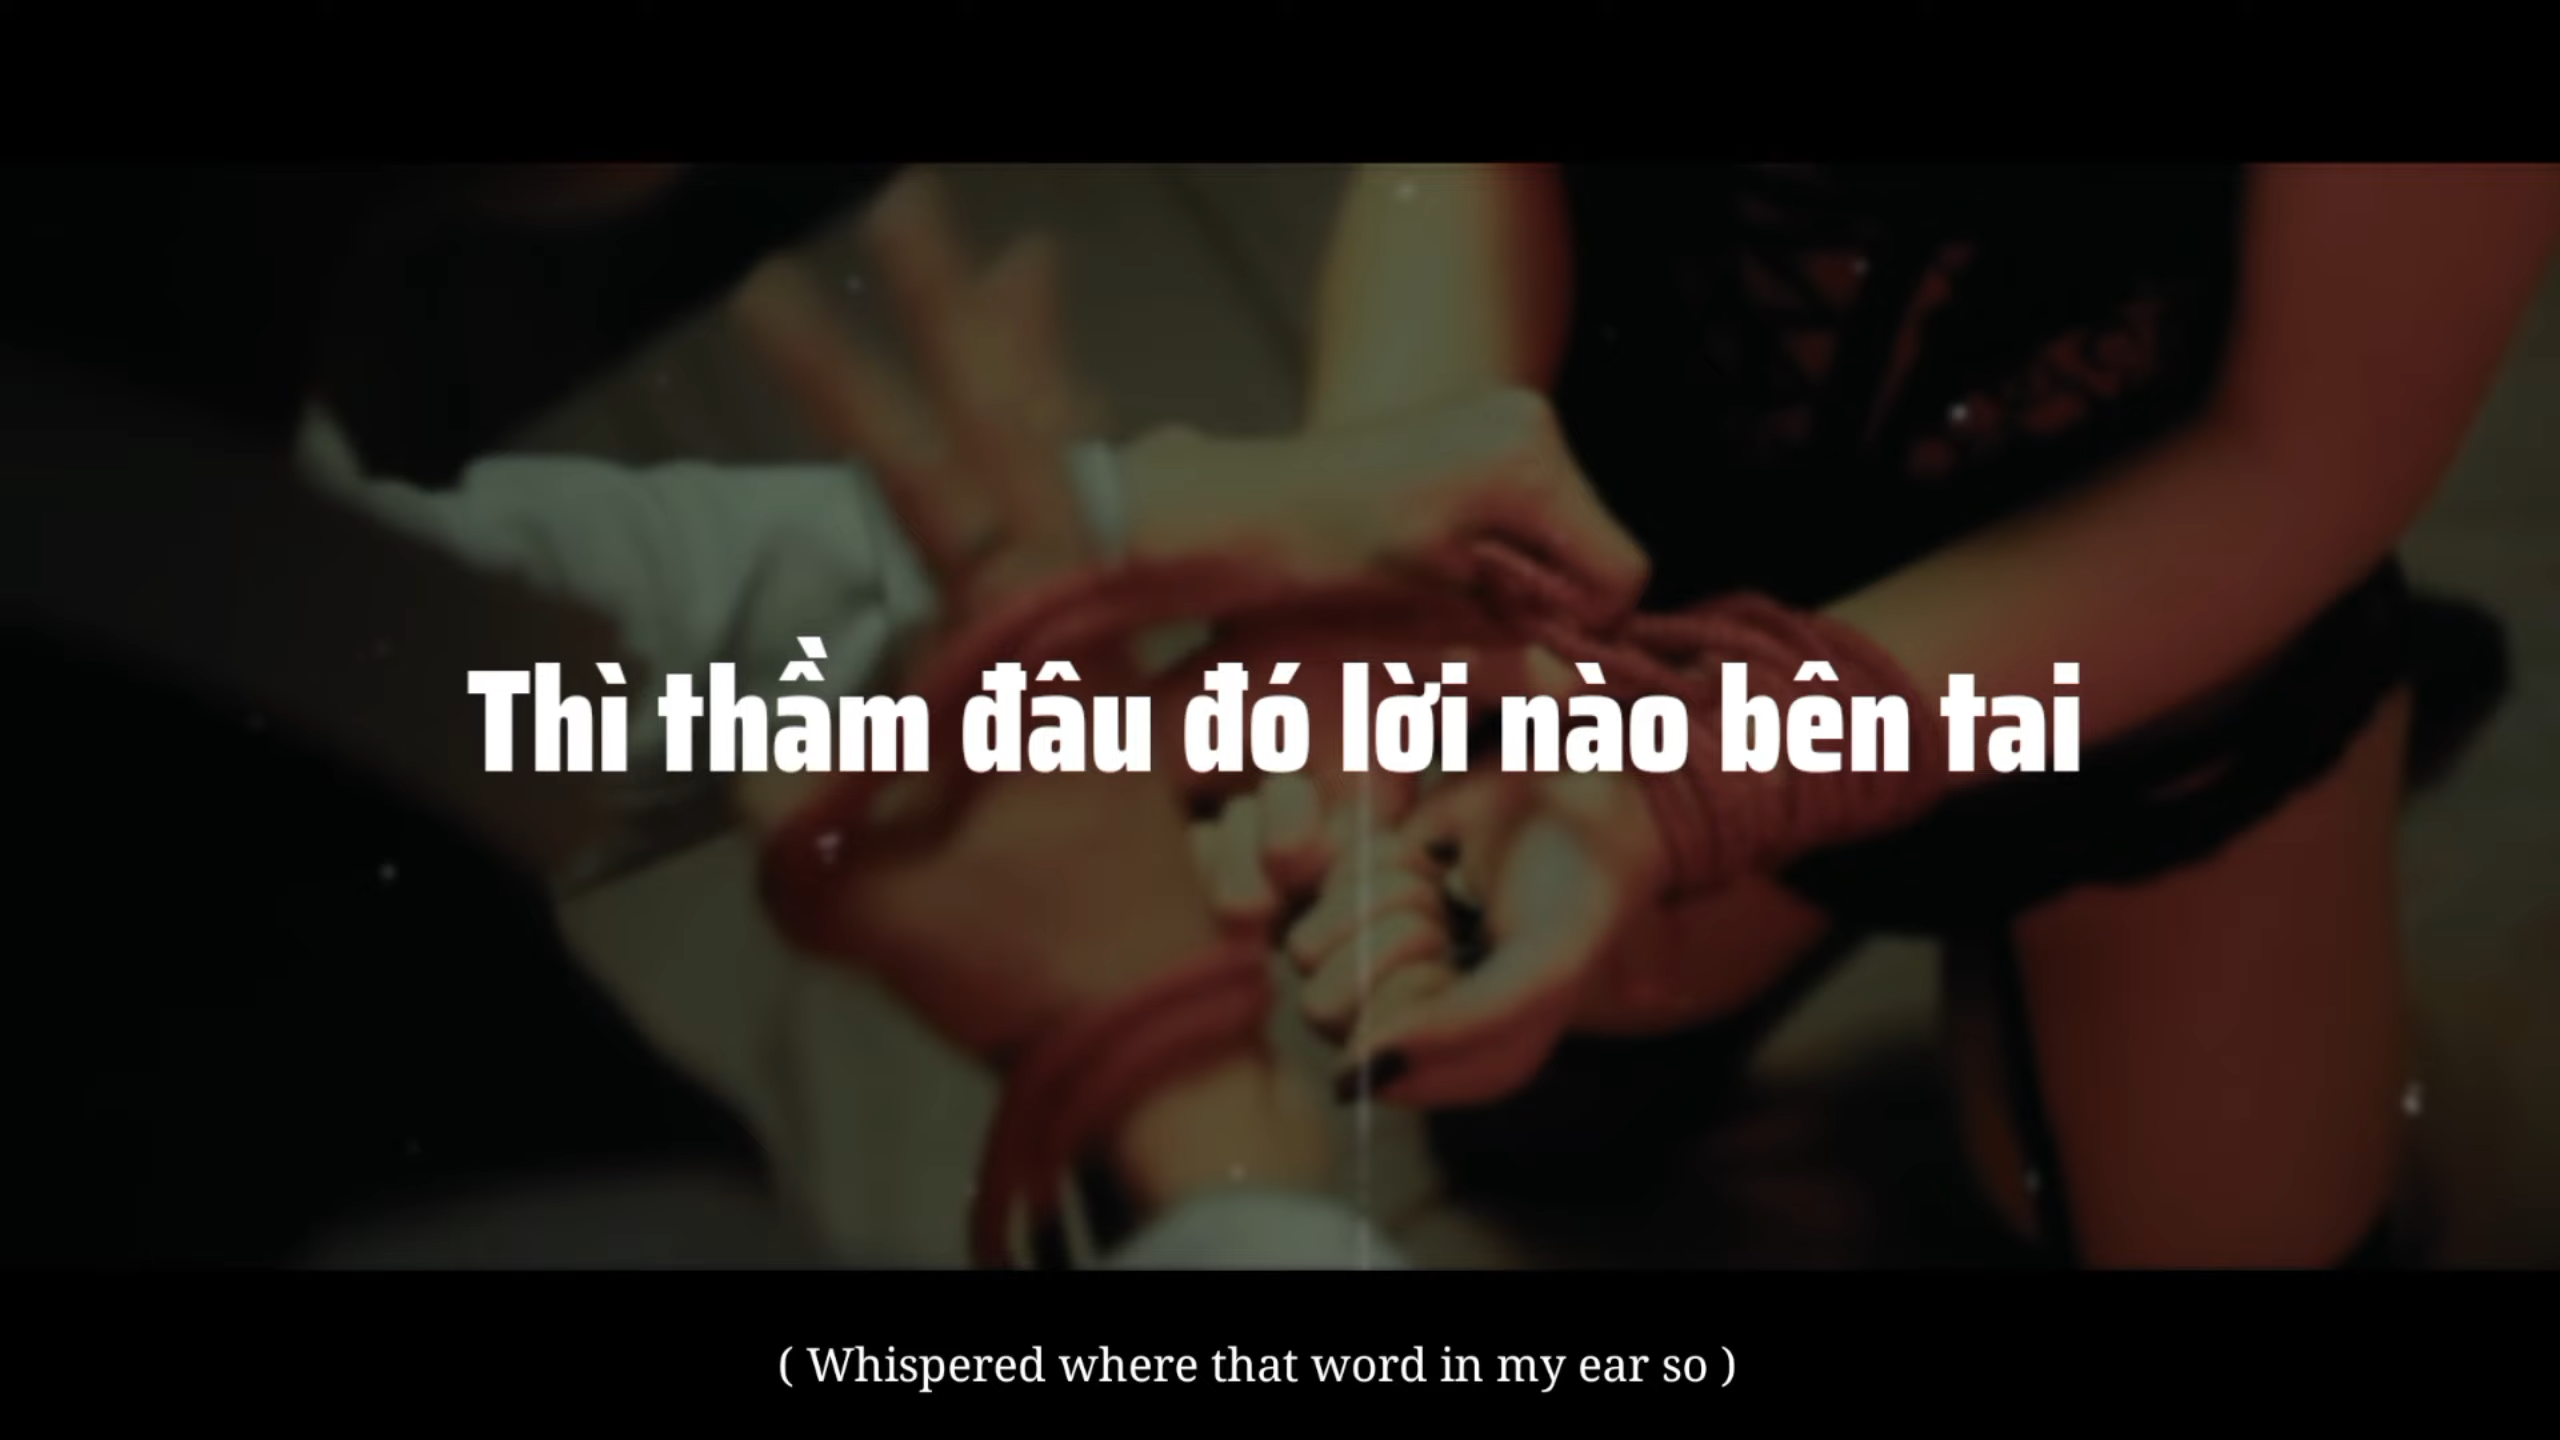 Thì thầm đâu đó lời nào bên tai
( Whispered where that word in my ear so )